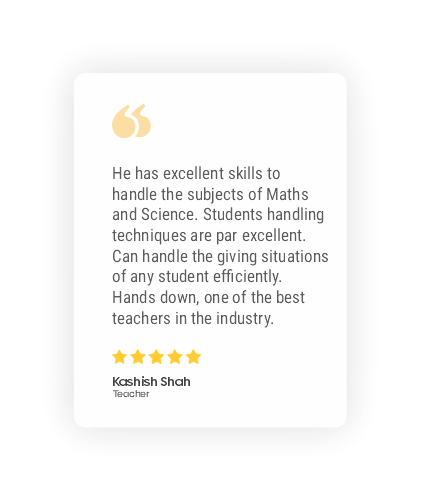 He has excellent skills to
handle the subjects of Maths
and Science. Students handling
techniques are par excellent.
Can handle the giving situations
of any student efficiently.
Hands down, one of the best
teachers in the industry.
Kashish Shah
Teacher